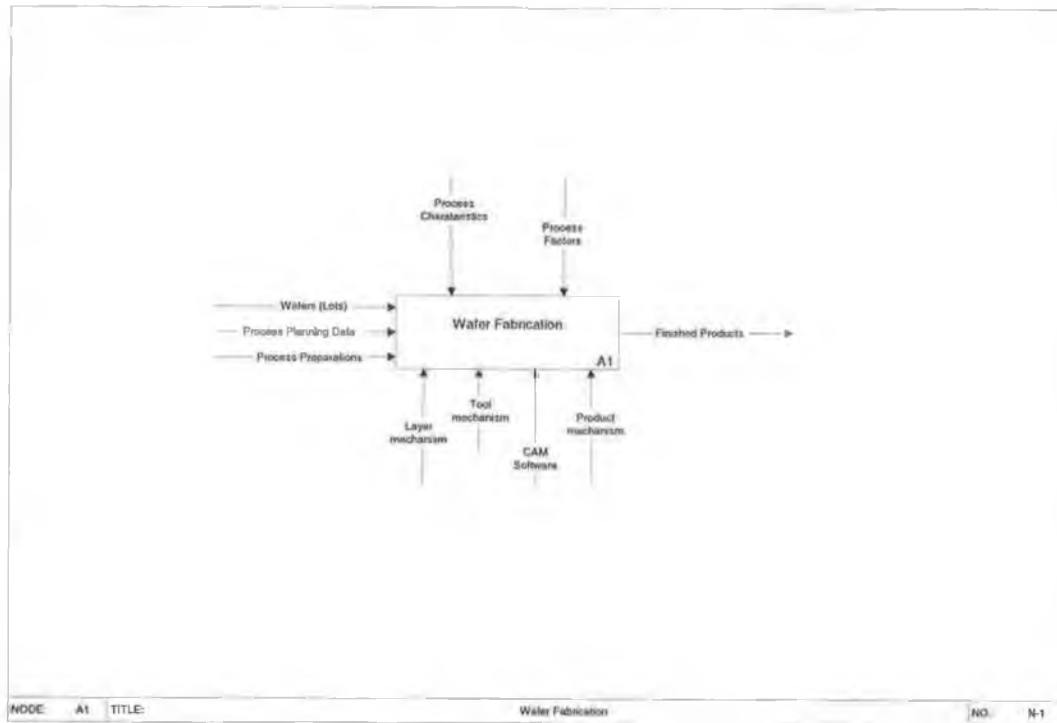 Process
Charateristics
Process
Factors
Wafers (Lots)
Process Planning Data
Process Preparations
Wafer Fabrication
A1
Finished Products
Layer
mechanism
Tool
mechanism
CAM
Software
Product
mechanism
NODE: A1 TITLE: Wafer Fabrication NO. N-1